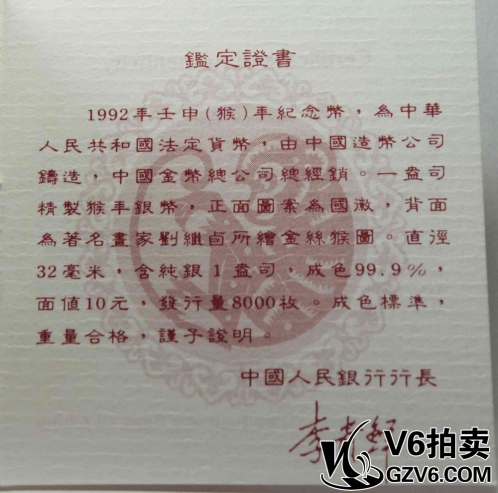 鑑定證書
1992年壬申(猴)年紀念幣，為中華
人民共和國法定貨幣，由中國造幣公司
鑄造，中國金幣總公司總經銷。一盎司
精製猴年銀幣，正面圖案為國徽，背面
為著名畫家劉繼卣所繪金絲猴圖。直徑
32毫米，含純銀1盎司，成色99.9%，
面值10元，發行量8000枚。成色標準，
重量合格，謹予證明。
中國人民銀行行長
李貴鲜
V6拍卖
GZV6.COM